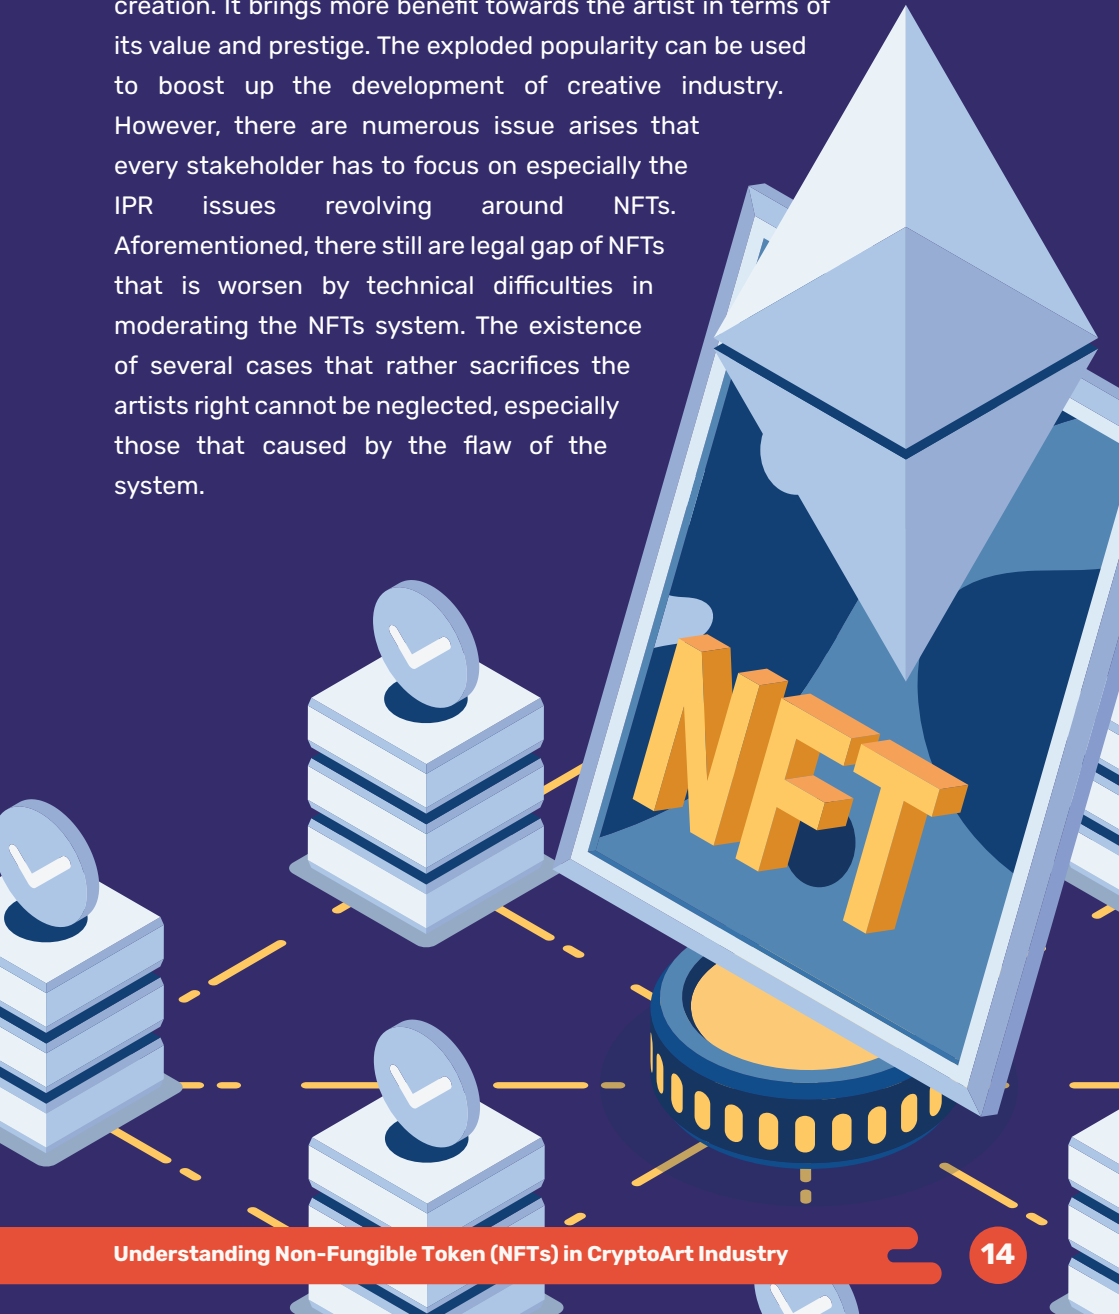 creation. It brings more benefit towards the artist in terms of
its value and prestige. The exploded popularity can be used
to boost up the development of creative industry.
However, there are numerous issue arises that
every stakeholder has to focus on especially the
IPR issues revolving around NFTs.
Aforementioned, there still are legal gap of NFTs
that is worsen by technical difficulties in
moderating the NFTs system. The existence
of several cases that rather sacrifices the
artists right cannot be neglected, especially
those that caused by the flaw of the
system.
NFT
Understanding Non-Fungible Token (NFTs) in CryptoArt Industry
14